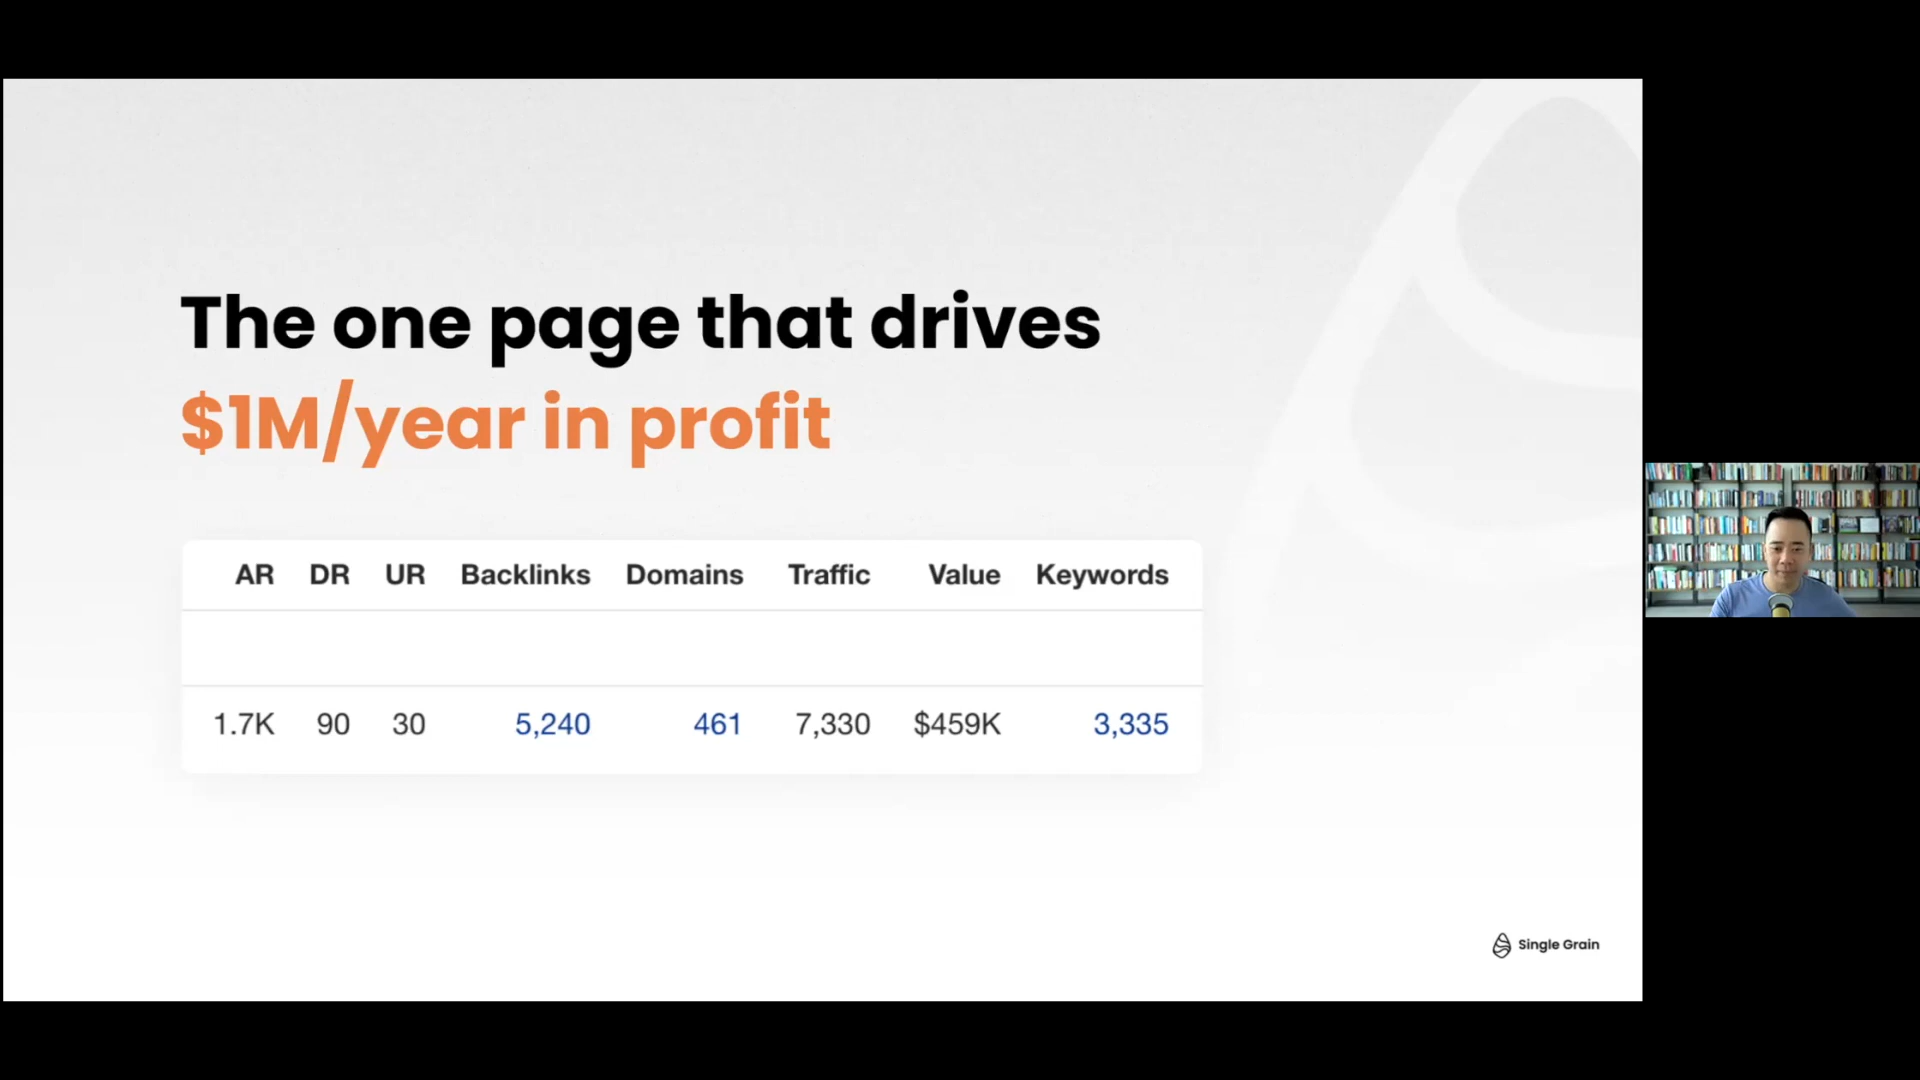 The one page that drives
$1M/year in profit
AR DR UR Backlinks Domains Traffic Value Keywords
1.7K 90 30 5,240 461 7,330 $459K 3,335
Single Grain